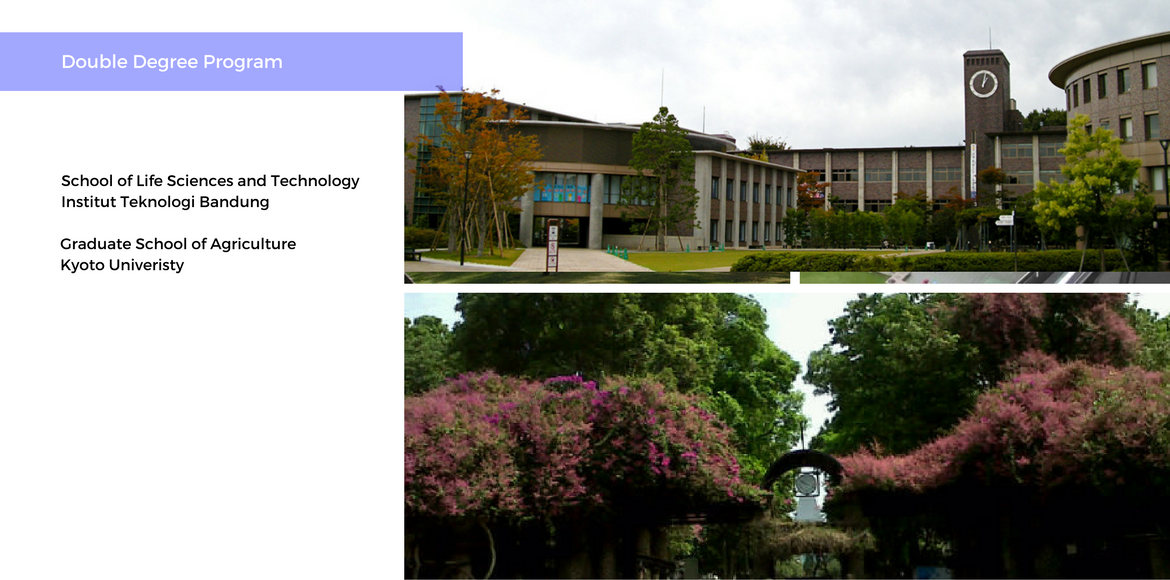 Double Degree Program
School of Life Sciences and Technology
Institut Teknologi Bandung
Graduate School of Agriculture
Kyoto Univeristy